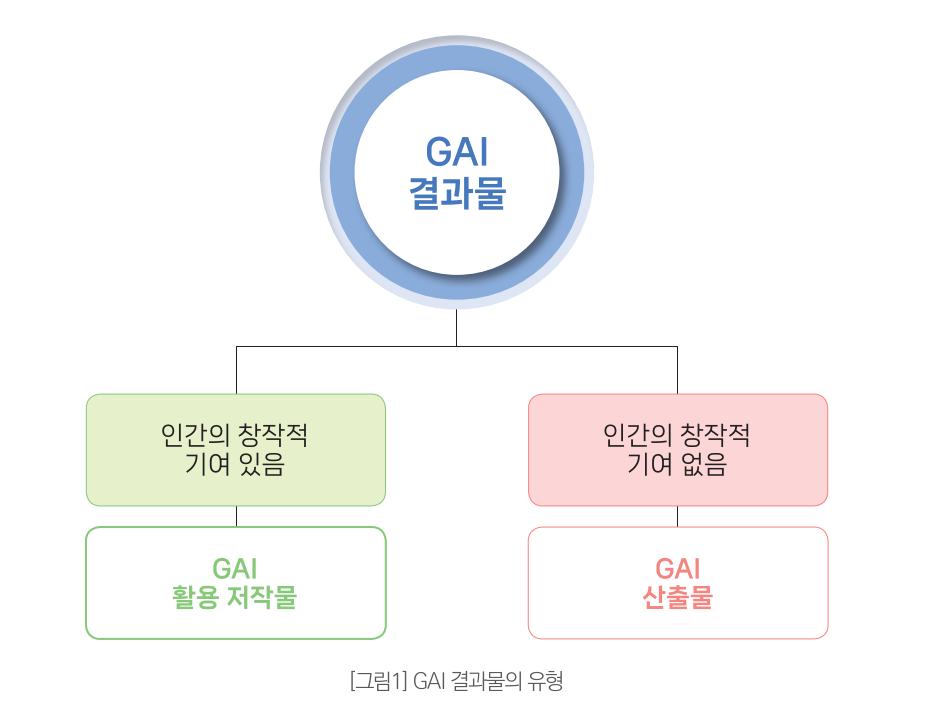 GAI
결과물
인간의 창작적
기여 있음
인간의 창작적
기여 없음
GAI
활용 저작물
GAI
산출물
[그림1] GAI 결과물의 유형